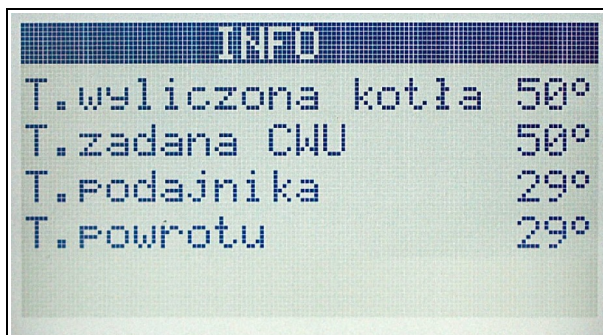 INFO
T.wyliczona kotła 50°
T.zadana CWU 50°
T.podajnika 29°
T.powrotu 29°